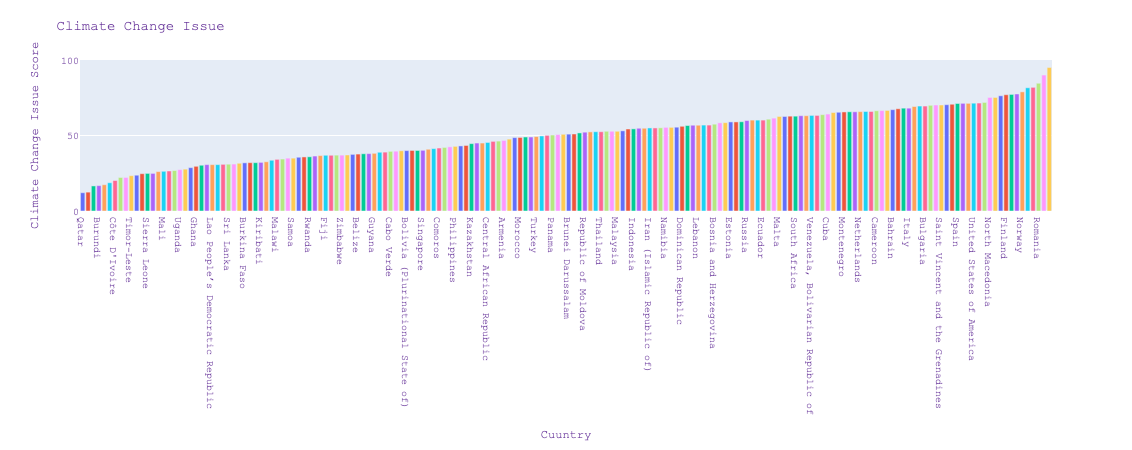 Climate Change Issue
Climate Change Issue Score
100
50
0
Qatar
Burundi
Côte D'Ivoire
Timor-Leste
Sierra Leone
Mali
Uganda
Ghana
Lao People's Democratic Republic
Sri Lanka
Burkina Faso
Kiribati
Malawi
Samoa
Rwanda
Fiji
Zimbabwe
Belize
Guyana
Cabo Verde
Bolivia (Plurinational State of)
Singapore
Comoros
Philippines
Kazakhstan
Central African Republic
Armenia
Morocco
Turkey
Panama
Brunei Darussalam
Republic of Moldova
Thailand
Malaysia
Indonesia
Iran (Islamic Republic of)
Namibia
Dominican Republic
Lebanon
Bosnia and Herzegovina
Estonia
Russia
Ecuador
Malta
South Africa
Venezuela, Bolivarian Republic of
Cuba
Montenegro
Netherlands
Cameroon
Bahrain
Italy
Bulgaria
Saint Vincent and the Grenadines
Spain
United States of America
North Macedonia
Finland
Norway
Romania
Cuuntry